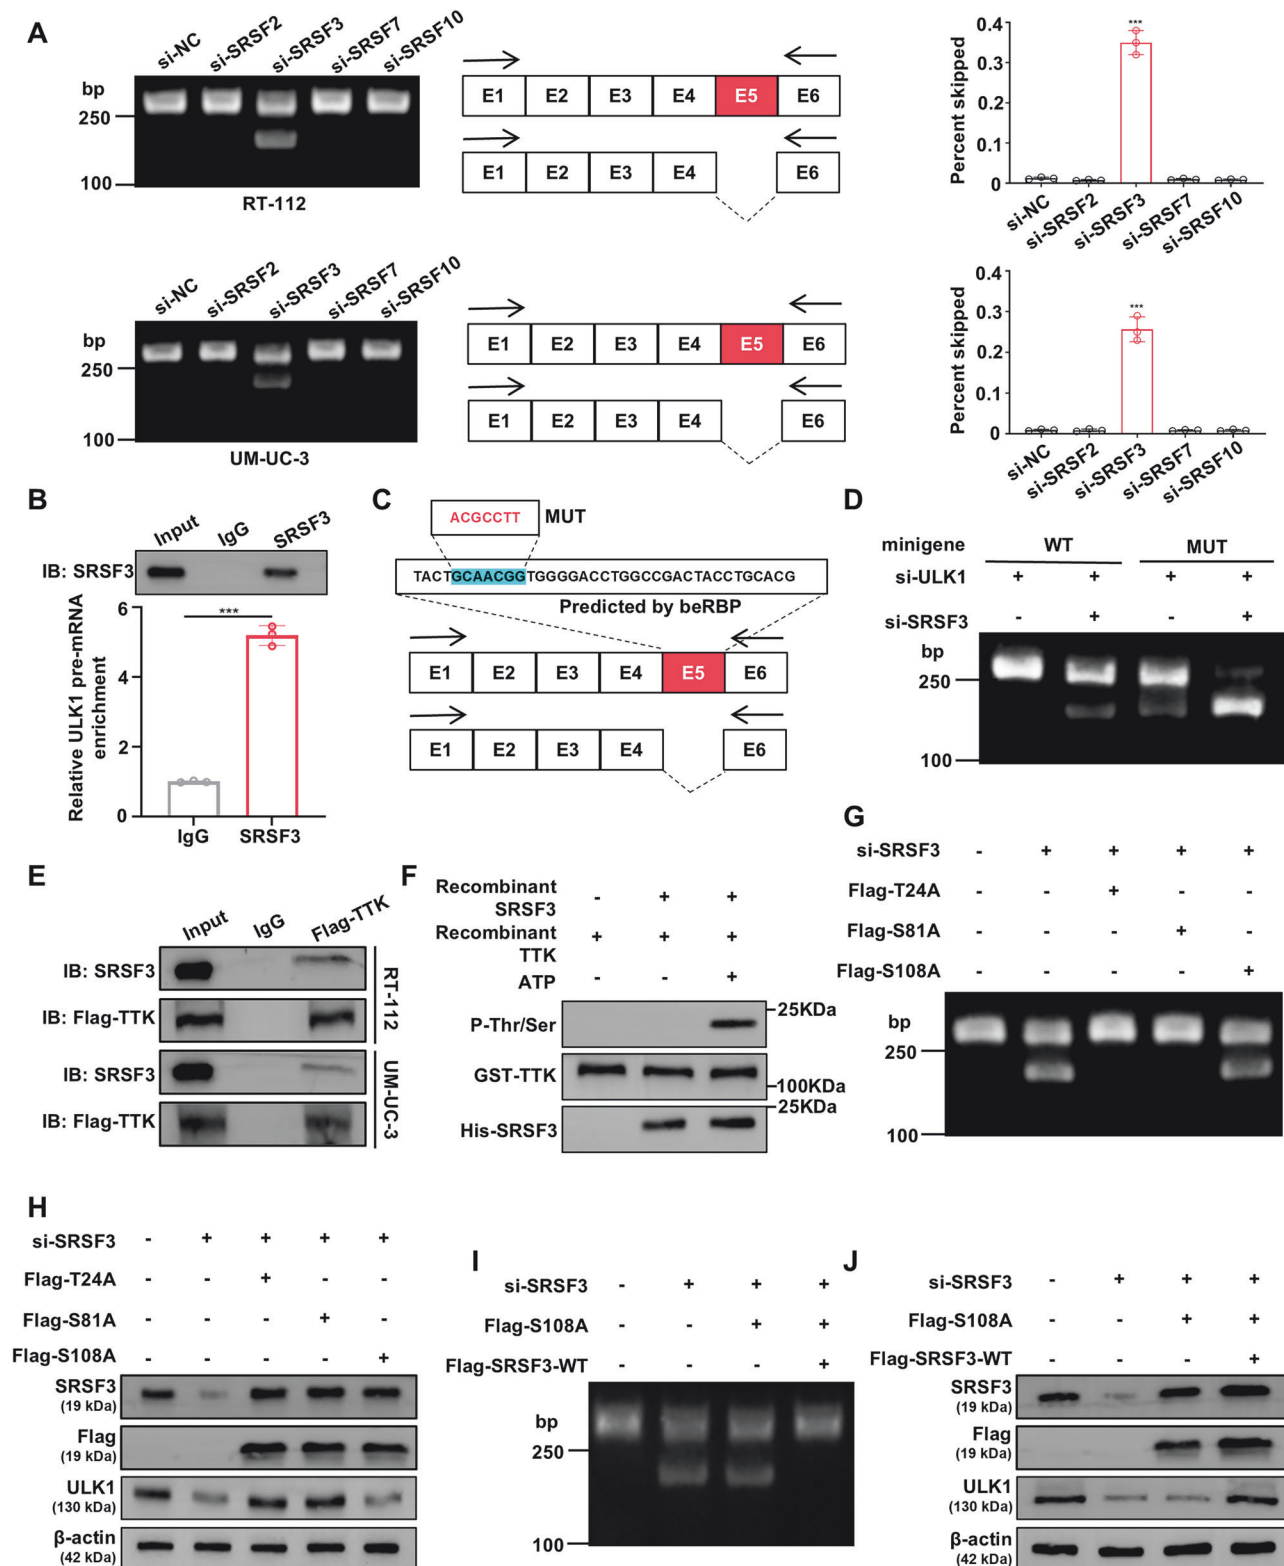 A
si-NC
si-SRSF2
si-SRSF3
si-SRSF7
si-SRSF10
bp
250
100
RT-112
E1 E2 E3 E4 E5 E6
E1 E2 E3 E4 E6
Percent skipped
0.4
0.3
0.2
0.1
0
***
si-NC
si-SRSF2
si-SRSF3
si-SRSF7
si-SRSF10
si-NC
si-SRSF2
si-SRSF3
si-SRSF7
si-SRSF10
bp
250
100
UM-UC-3
E1 E2 E3 E4 E5 E6
E1 E2 E3 E4 E6
Percent skipped
0.4
0.3
0.2
0.1
0
***
si-NC
si-SRSF2
si-SRSF3
si-SRSF7
si-SRSF10
B
Input
IgG
SRSF3
IB: SRSF3
Relative ULK1 pre-mRNA
enrichment
6
4
2
0
***
IgG SRSF3
C
ACGCCTT MUT
TACTGCAACGGTGGGGACCTGGCCGACTACCTGCACG
Predicted by beRBP
E1 E2 E3 E4 E5 E6
E1 E2 E3 E4 E6
D
minigene WT MUT
si-ULK1 + + + +
si-SRSF3 - + - +
bp
250
100
E
Input
IgG
Flag-TTK
IB: SRSF3
IB: Flag-TTK
RT-112
IB: SRSF3
IB: Flag-TTK
UM-UC-3
F
Recombinant
SRSF3 - + +
Recombinant
TTK + + +
ATP - - +
P-Thr/Ser
25KDa
GST-TTK
100KDa
25KDa
His-SRSF3
G
si-SRSF3 - + + + +
Flag-T24A - - + - -
Flag-S81A - - - + -
Flag-S108A - - - - +
bp
250
100
H
si-SRSF3 - + + + +
Flag-T24A - - + - -
Flag-S81A - - - + -
Flag-S108A - - - - +
SRSF3
(19 kDa)
Flag
(19 kDa)
ULK1
(130 kDa)
β-actin
(42 kDa)
I
si-SRSF3 - + + +
Flag-S108A - - + +
Flag-SRSF3-WT - - - +
bp
250
100
J
si-SRSF3 - + + +
Flag-S108A - - + +
Flag-SRSF3-WT - - - +
SRSF3
(19 kDa)
Flag
(19 kDa)
ULK1
(130 kDa)
β-actin
(42 kDa)